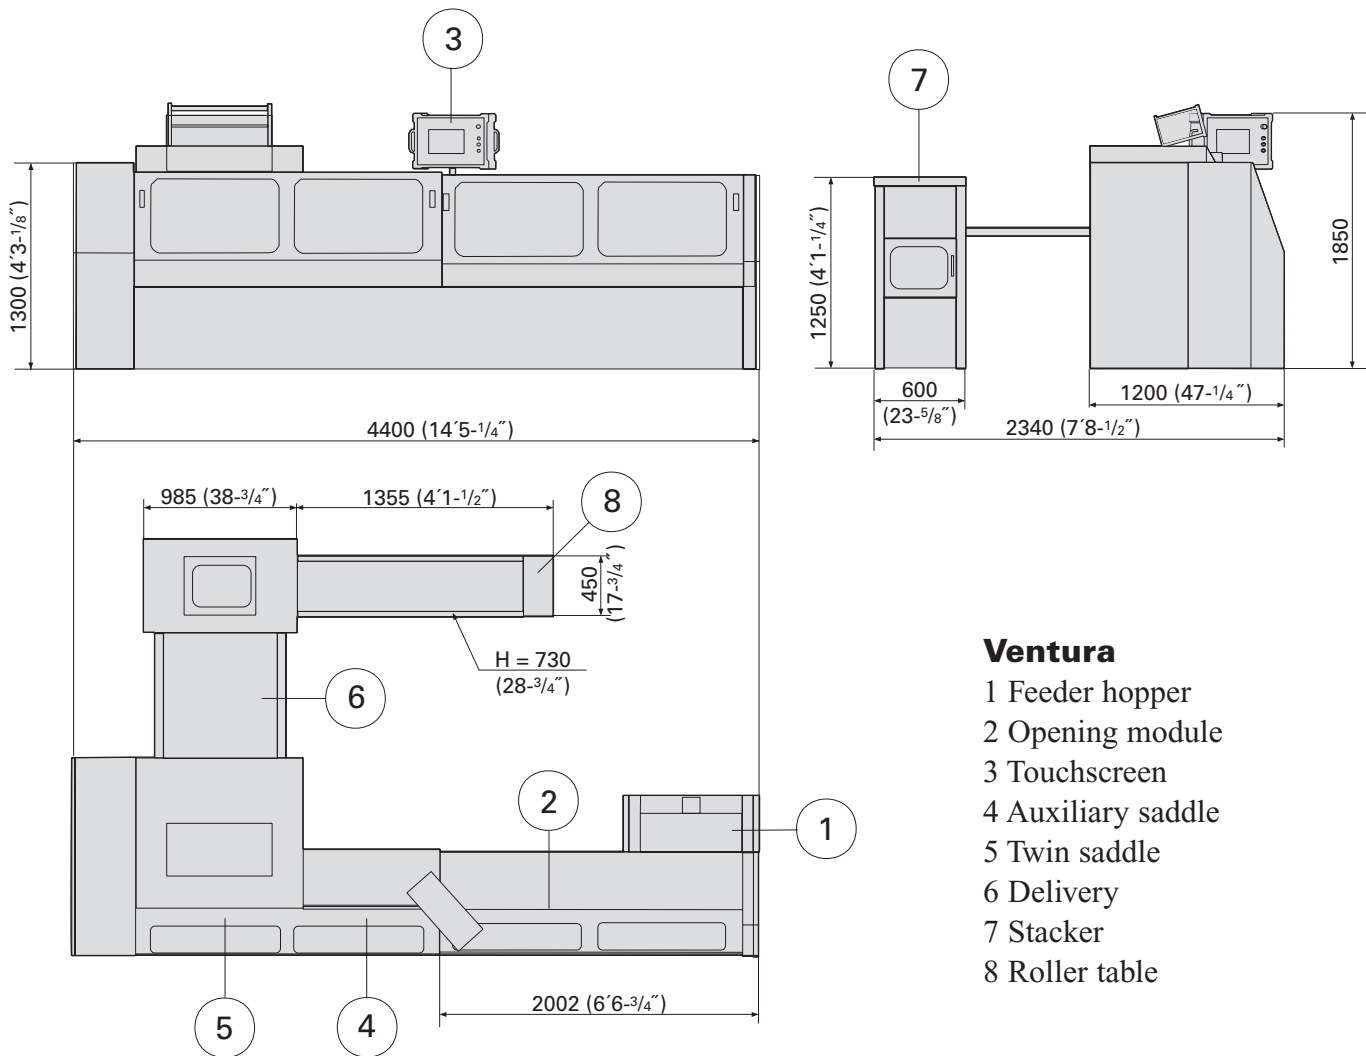 3
7
1300 (4´3-1/8˝)
1250 (4´1-1/4˝)
1850
600
(23-5/8˝)
1200 (47-1/4˝)
4400 (14´5-1/4˝)
2340 (7´8-1/2˝)
985 (38-3/4˝)
1355 (4´1-1/2˝)
8
450
(17-3/4˝)
H = 730
(28-3/4˝)
6
2
1
2002 (6´6-3/4˝)
5
4
Ventura
1 Feeder hopper
2 Opening module
3 Touchscreen
4 Auxiliary saddle
5 Twin saddle
6 Delivery
7 Stacker
8 Roller table